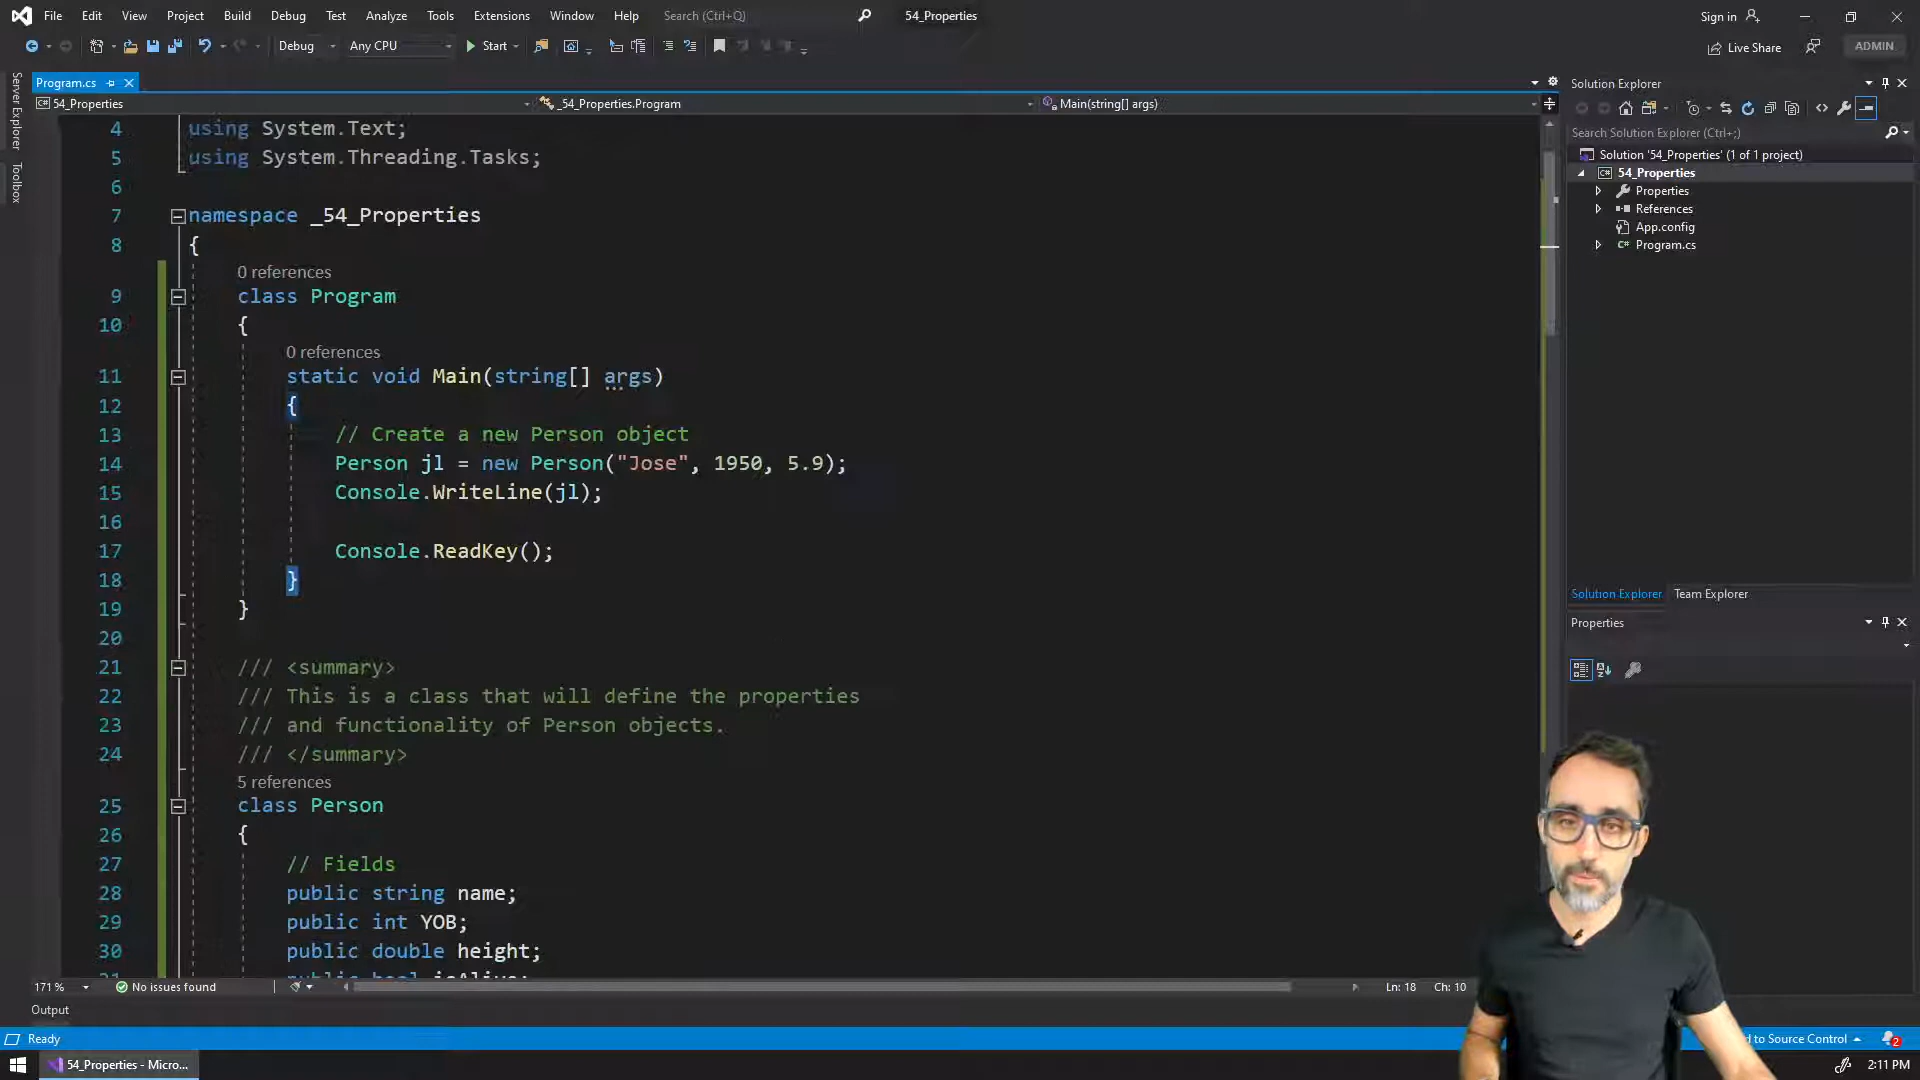 File Edit View Project Build Debug Test Analyze Tools Extensions Window Help Search (Ctrl+Q) 54_Properties Sign in
Debug Any CPU Start Live Share ADMIN
Server Explorer
Toolbox
Program.cs
54_Properties _54_Properties.Program Main(string[] args)
4 using System.Text;
5 using System.Threading.Tasks;
6
7 namespace _54_Properties
8 {
0 references
9 class Program
10 {
0 references
11 static void Main(string[] args)
12 {
13 // Create a new Person object
14 Person jl = new Person("Jose", 1950, 5.9);
15 Console.WriteLine(jl);
16
17 Console.ReadKey();
18 }
19 }
20
21 /// <summary>
22 /// This is a class that will define the properties
23 /// and functionality of Person objects.
24 /// </summary>
5 references
25 class Person
26 {
27 // Fields
28 public string name;
29 public int YOB;
30 public double height;
171 % No issues found Ln: 18 Ch: 10
Output
Ready
Solution Explorer
Search Solution Explorer (Ctrl+;)
Solution '54_Properties' (1 of 1 project)
54_Properties
Properties
References
App.config
Program.cs
Solution Explorer Team Explorer
Properties
d to Source Control 2
54_Properties - Micro... 2:11 PM